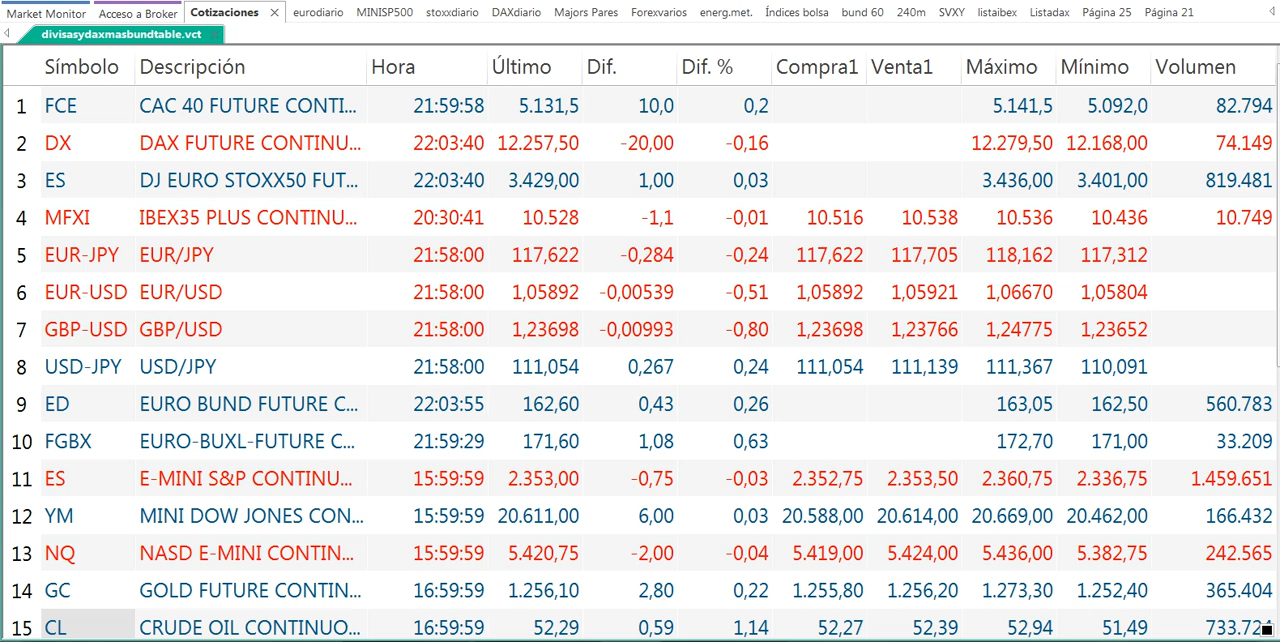 Market Monitor Acceso a Broker Cotizaciones × eurodiario MINISP500 stoxxdiario DAXdiario Majors Pares Forexvarios energ.met. Índices bolsa bund 60 240m SVXY listaibex Listadax Página 25 Página 21
divisasydaxmasbundtable.vct
Símbolo Descripción Hora Último Dif. Dif. % Compra1 Venta1 Máximo Mínimo Volumen
1 FCE CAC 40 FUTURE CONTI... 21:59:58 5.131,5 10,0 0,2 5.141,5 5.092,0 82.794
2 DX DAX FUTURE CONTINU... 22:03:40 12.257,50 -20,00 -0,16 12.279,50 12.168,00 74.149
3 ES DJ EURO STOXX50 FUT... 22:03:40 3.429,00 1,00 0,03 3.436,00 3.401,00 819.481
4 MFXI IBEX35 PLUS CONTINU... 20:30:41 10.528 -1,1 -0,01 10.516 10.538 10.536 10.436 10.749
5 EUR-JPY EUR/JPY 21:58:00 117,622 -0,284 -0,24 117,622 117,705 118,162 117,312
6 EUR-USD EUR/USD 21:58:00 1,05892 -0,00539 -0,51 1,05892 1,05921 1,06670 1,05804
7 GBP-USD GBP/USD 21:58:00 1,23698 -0,00993 -0,80 1,23698 1,23766 1,24775 1,23652
8 USD-JPY USD/JPY 21:58:00 111,054 0,267 0,24 111,054 111,139 111,367 110,091
9 ED EURO BUND FUTURE C... 22:03:55 162,60 0,43 0,26 163,05 162,50 560.783
10 FGBX EURO-BUXL-FUTURE C... 21:59:29 171,60 1,08 0,63 172,70 171,00 33.209
11 ES E-MINI S&P CONTINU... 15:59:59 2.353,00 -0,75 -0,03 2.352,75 2.353,50 2.360,75 2.336,75 1.459.651
12 YM MINI DOW JONES CON... 15:59:59 20.611,00 6,00 0,03 20.588,00 20.614,00 20.669,00 20.462,00 166.432
13 NQ NASD E-MINI CONTIN... 15:59:59 5.420,75 -2,00 -0,04 5.419,00 5.424,00 5.436,00 5.382,75 242.565
14 GC GOLD FUTURE CONTIN... 16:59:59 1.256,10 2,80 0,22 1.255,80 1.256,20 1.273,30 1.252,40 365.404
15 CL CRUDE OIL CONTINUO... 16:59:59 52,29 0,59 1,14 52,27 52,39 52,94 51,49